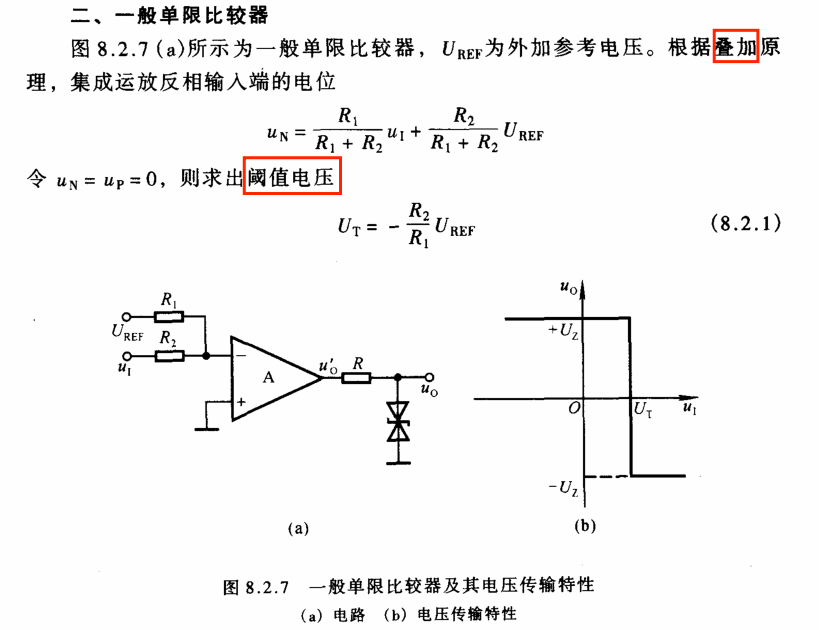 二、一般单限比较器
图 8.2.7 (a)所示为一般单限比较器，U_REF为外加参考电压。根据叠加原
理，集成运放反相输入端的电位
u_N = R_1/(R_1 + R_2) u_I + R_2/(R_1 + R_2) U_REF
令 u_N = u_P = 0，则求出阈值电压
U_T = - R_2/R_1 U_REF (8.2.1)
R_1
U_REF R_2
u_I
-
A
+
u'_O R
u_O
(a)
u_O
+U_Z
O U_T u_I
-U_Z
(b)
图 8.2.7 一般单限比较器及其电压传输特性
(a) 电路 (b) 电压传输特性